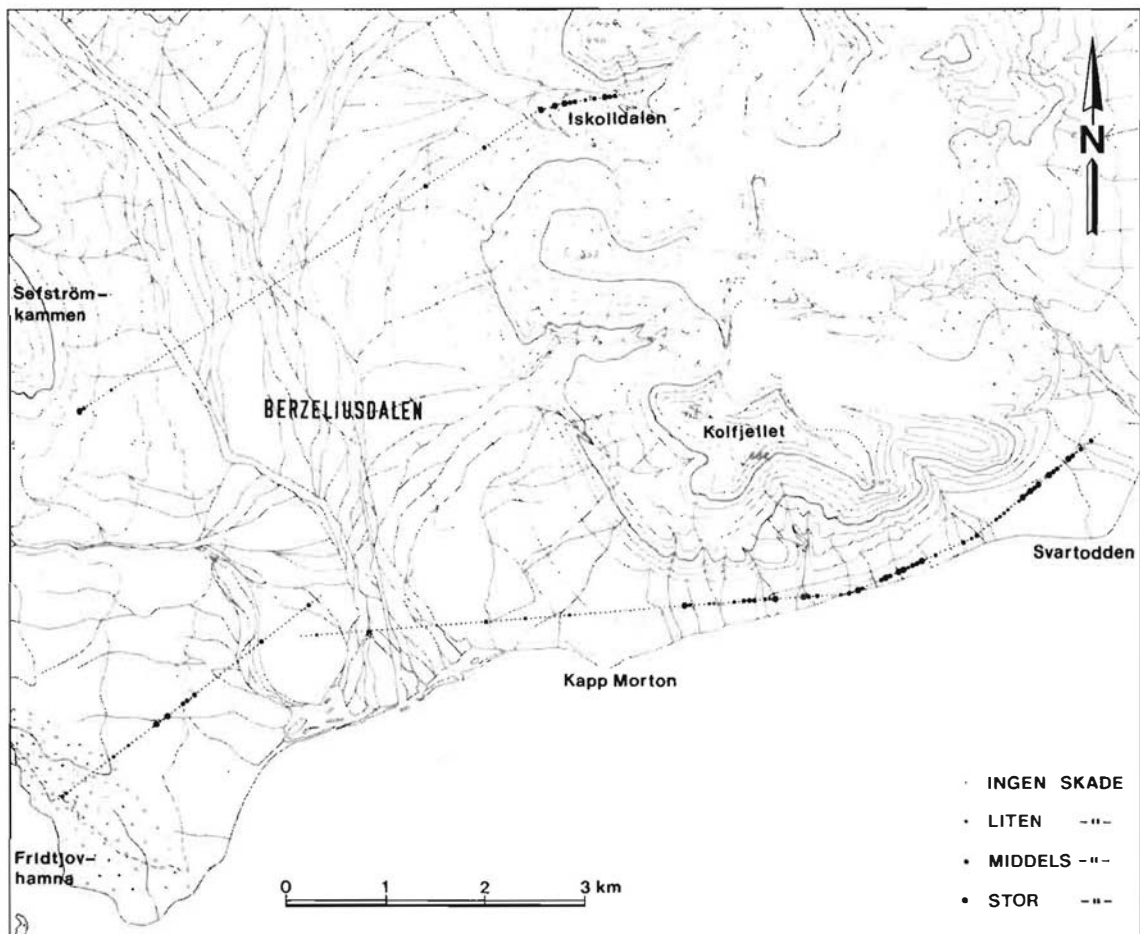 Iskolldalen
N
Sefström-
kammen
BERZELIUSDALEN
Kolfjellet
Svartodden
Kapp Morton
INGEN SKADE
LITEN -"-
MIDDELS -"-
STOR -"-
Fridtjov-
hamna
0 1 2 3 km